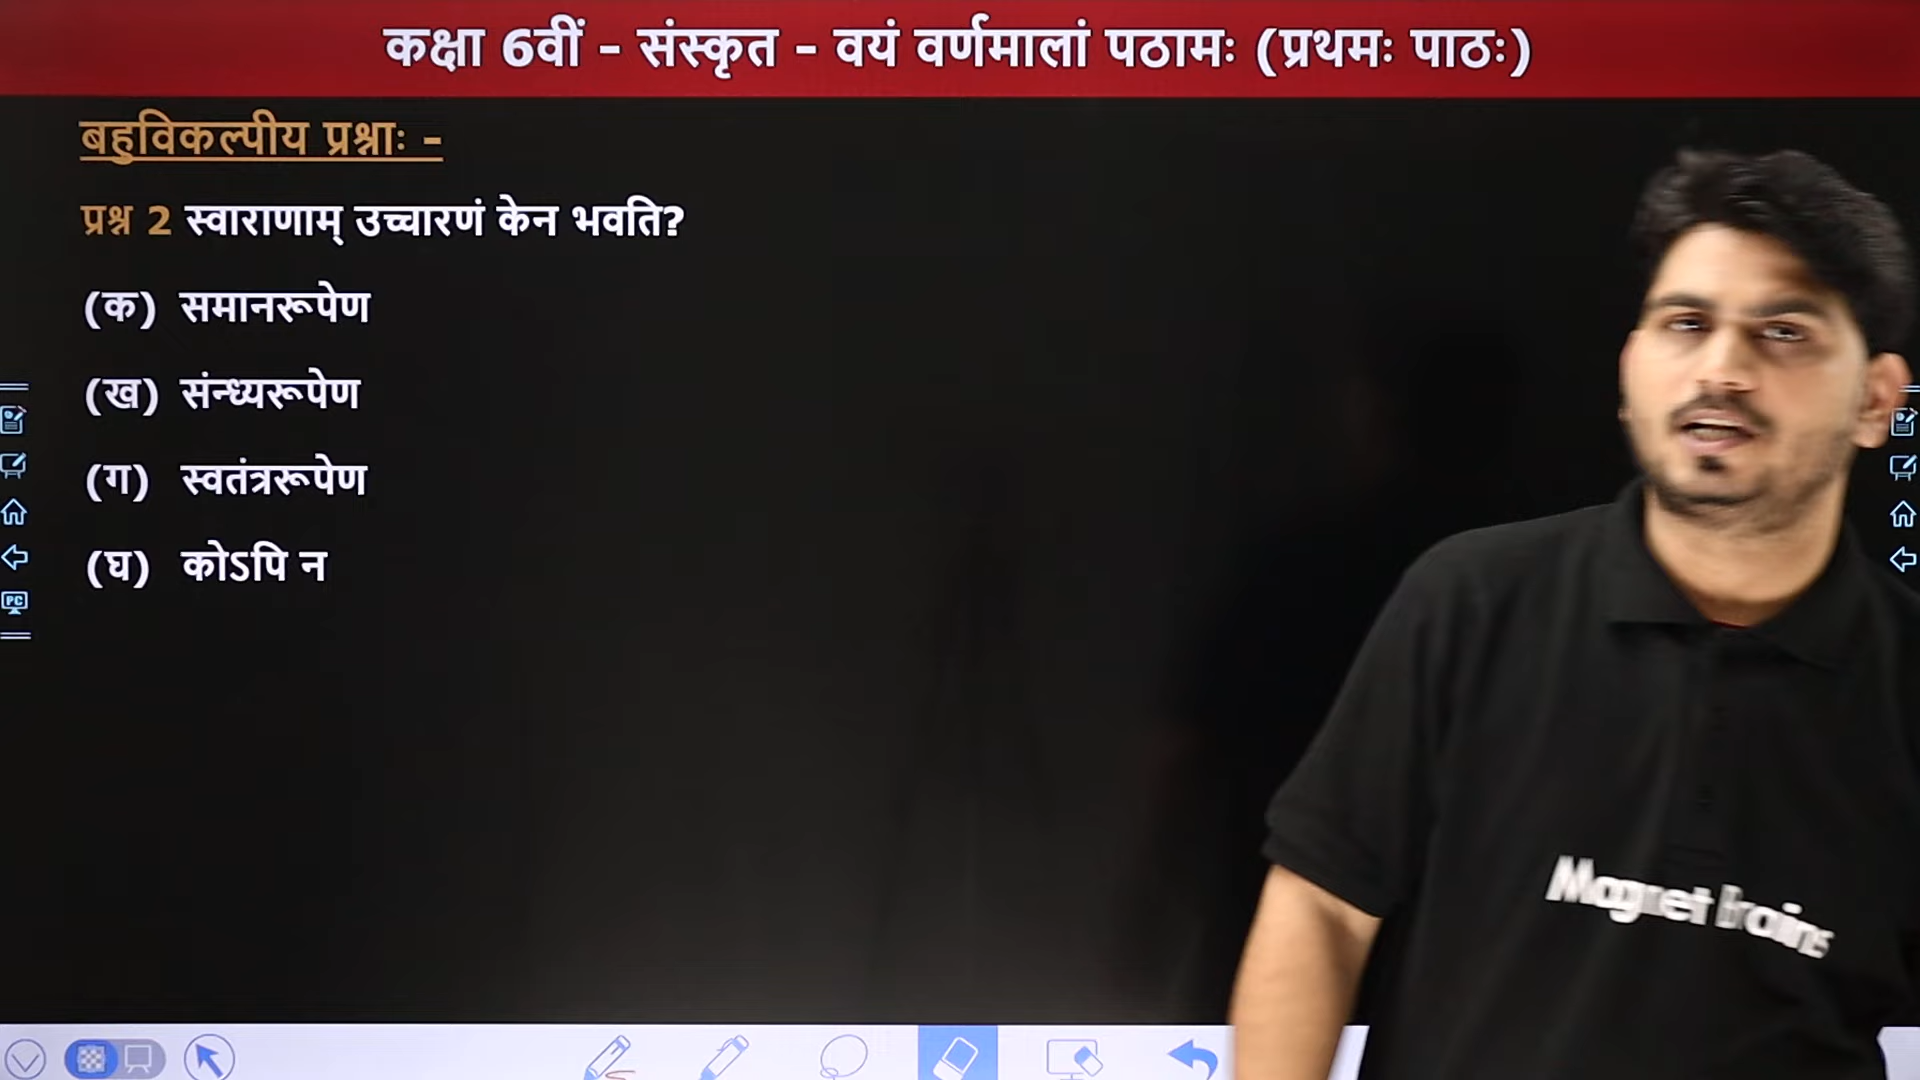 कक्षा 6वीं - संस्कृत - वयं वर्णमालां पठामः (प्रथमः पाठः)
बहुविकल्पीय प्रश्नाः -
प्रश्न 2 स्वाराणाम् उच्चारणं केन भवति?
(क) समानरूपेण
(ख) संन्ध्यरूपेण
(ग) स्वतंत्ररूपेण
(घ) कोऽपि न
PC
Magnet Brains